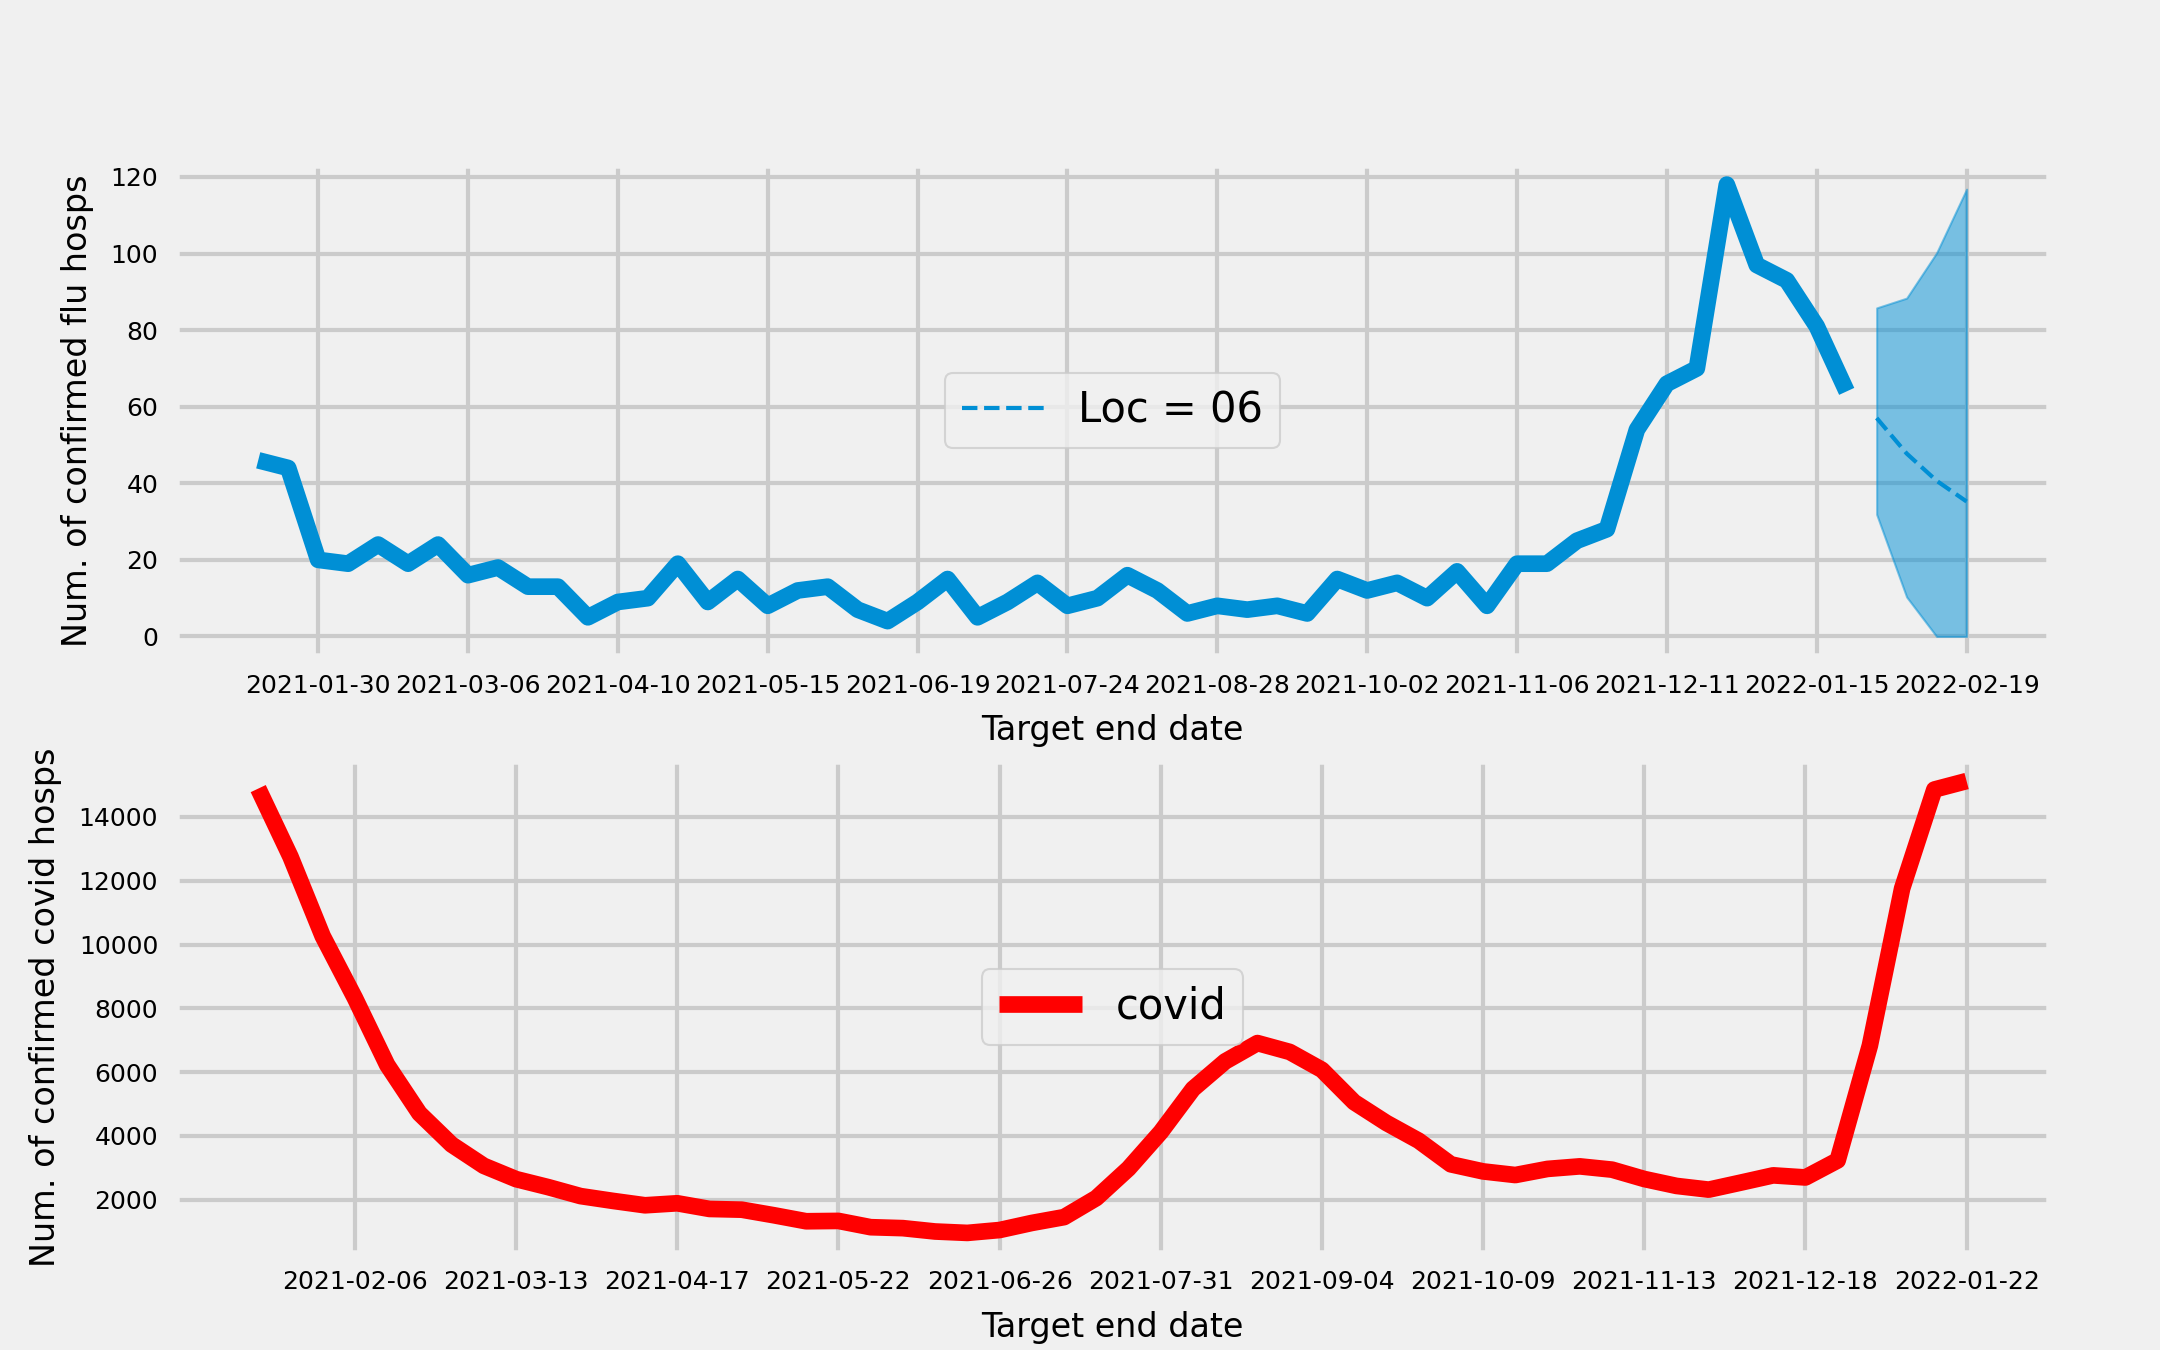 Num. of confirmed flu hosps
120
100
80
60
40
20
0
Loc = 06
2021-01-30 2021-03-06 2021-04-10 2021-05-15 2021-06-19 2021-07-24 2021-08-28 2021-10-02 2021-11-06 2021-12-11 2022-01-15 2022-02-19
Target end date
Num. of confirmed covid hosps
14000
12000
10000
8000
6000
4000
2000
covid
2021-02-06 2021-03-13 2021-04-17 2021-05-22 2021-06-26 2021-07-31 2021-09-04 2021-10-09 2021-11-13 2021-12-18 2022-01-22
Target end date